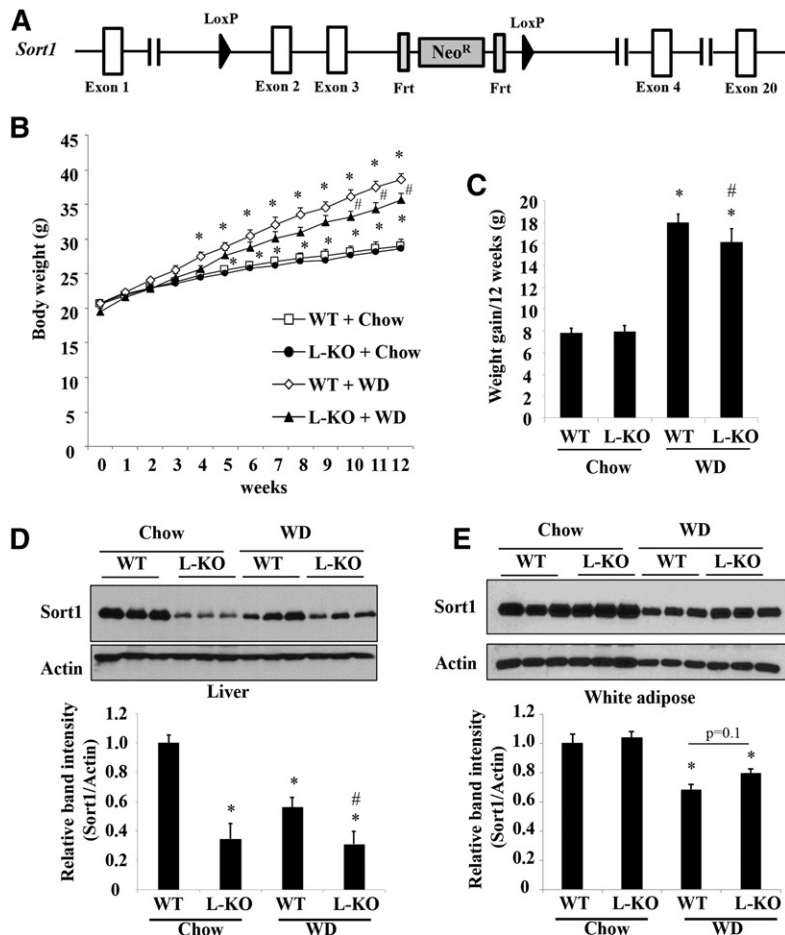 A
LoxP LoxP
Sort1 Neo^R
Exon 1 Exon 2 Exon 3 Frt Frt Exon 4 Exon 20
B
45
40
35
30
25
20
15
10
5
0
Body weight (g)
* * * * * * * * *
# # #
* * * * * * * *
WT + Chow
L-KO + Chow
WT + WD
L-KO + WD
0 1 2 3 4 5 6 7 8 9 10 11 12
weeks
C
18
16
14
12
10
8
6
4
2
0
Weight gain/12 weeks (g)
* #
*
WT L-KO WT L-KO
Chow WD
D
Chow WD
WT L-KO WT L-KO
Sort1
Actin
Liver
1.2
1.0
0.8
0.6
0.4
0.2
0
Relative band intensity
(Sort1/Actin)
* * #
*
WT L-KO WT L-KO
Chow WD
E
Chow WD
WT L-KO WT L-KO
Sort1
Actin
White adipose
1.2
1.0
0.8
0.6
0.4
0.2
0
Relative band intensity
(Sort1/Actin)
p=0.1
* *
WT L-KO WT L-KO
Chow WD